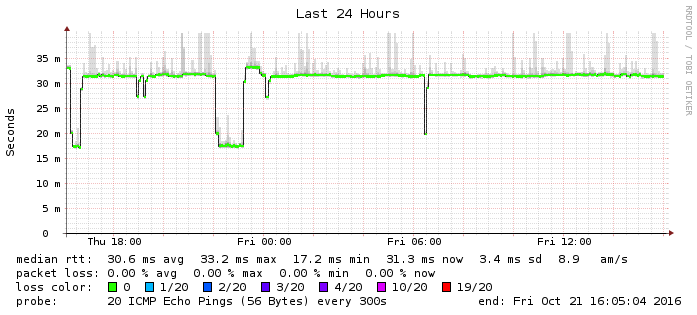 Last 24 Hours
RRDTOOL / TOBI OETIKER
Seconds
35 m
30 m
25 m
20 m
15 m
10 m
5 m
0
Thu 18:00 Fri 00:00 Fri 06:00 Fri 12:00
median rtt: 30.6 ms avg 33.2 ms max 17.2 ms min 31.3 ms now 3.4 ms sd 8.9 am/s
packet loss: 0.00 % avg 0.00 % max 0.00 % min 0.00 % now
loss color: 0 1/20 2/20 3/20 4/20 10/20 19/20
probe: 20 ICMP Echo Pings (56 Bytes) every 300s end: Fri Oct 21 16:05:04 2016